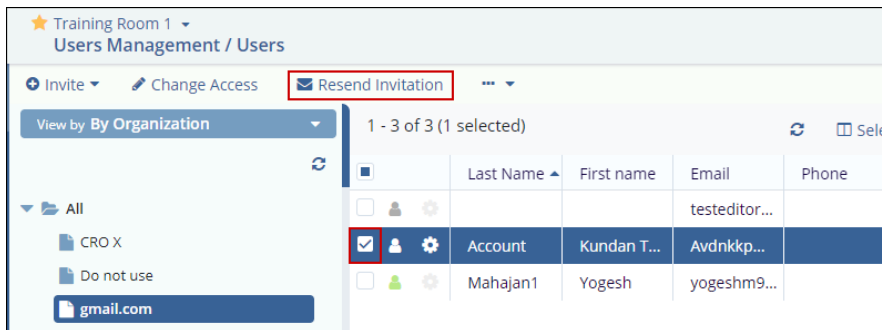 Training Room 1
Users Management / Users
Invite Change Access Resend Invitation ...
View by By Organization
1 - 3 of 3 (1 selected)
Sele
Last Name First name Email Phone
All
testeditor...
CRO X
Account Kundan T... Avdnkkp...
Do not use
Mahajan1 Yogesh yogeshm9...
gmail.com